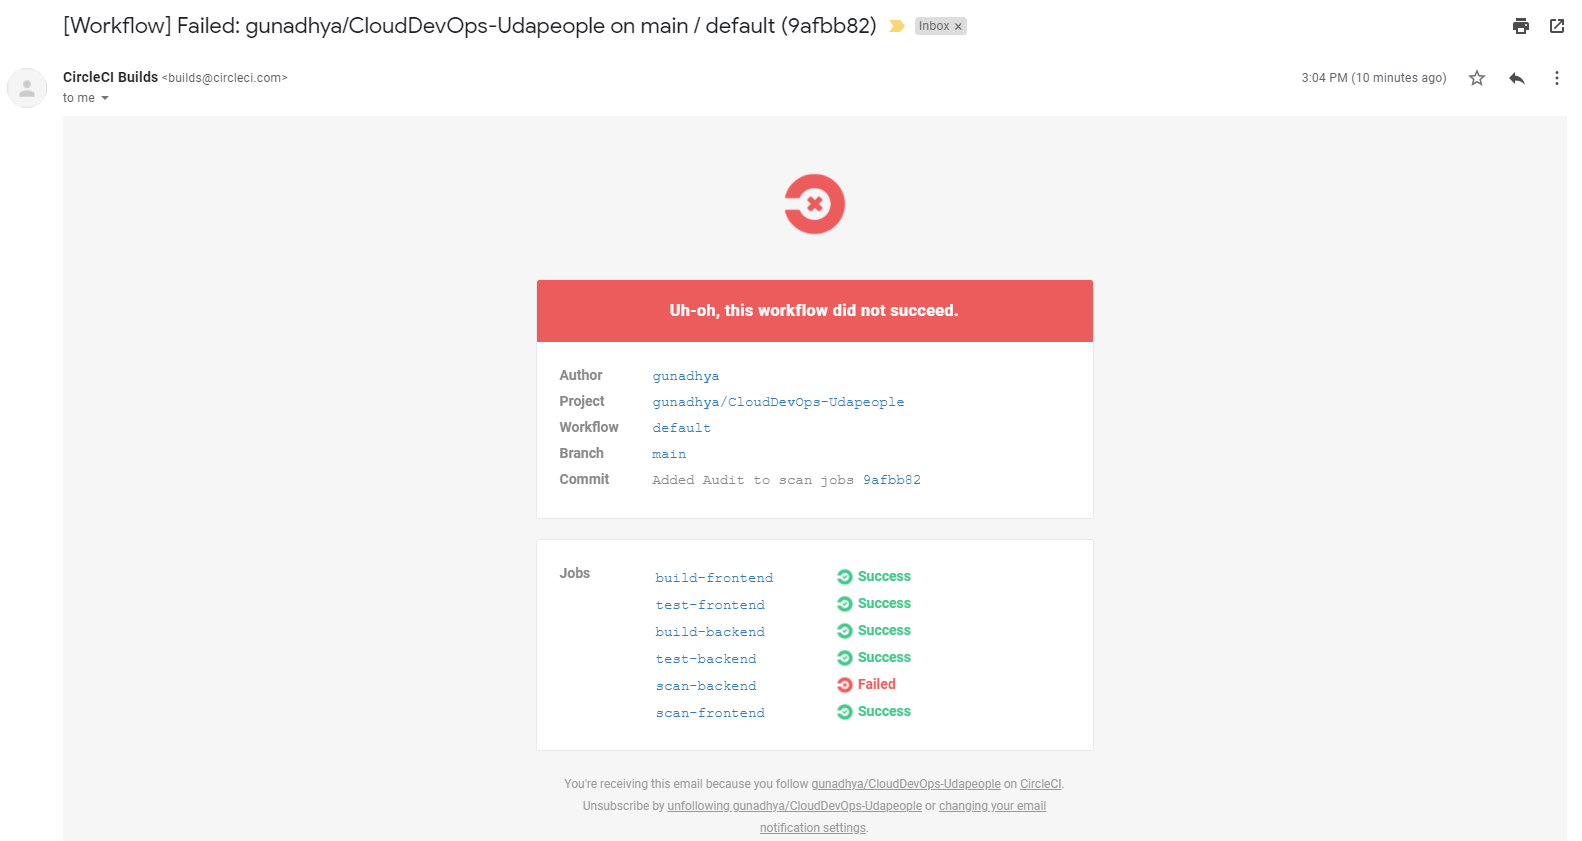 [Workflow] Failed: gunadhya/CloudDevOps-Udapeople on main / default (9afbb82) Inbox ×
CircleCI Builds <builds@circleci.com> 3:04 PM (10 minutes ago)
to me
Uh-oh, this workflow did not succeed.
Author gunadhya
Project gunadhya/CloudDevOps-Udapeople
Workflow default
Branch main
Commit Added Audit to scan jobs 9afbb82
Jobs build-frontend Success
test-frontend Success
build-backend Success
test-backend Success
scan-backend Failed
scan-frontend Success
You're receiving this email because you follow gunadhya/CloudDevOps-Udapeople on CircleCI.
Unsubscribe by unfollowing gunadhya/CloudDevOps-Udapeople or changing your email
notification settings.